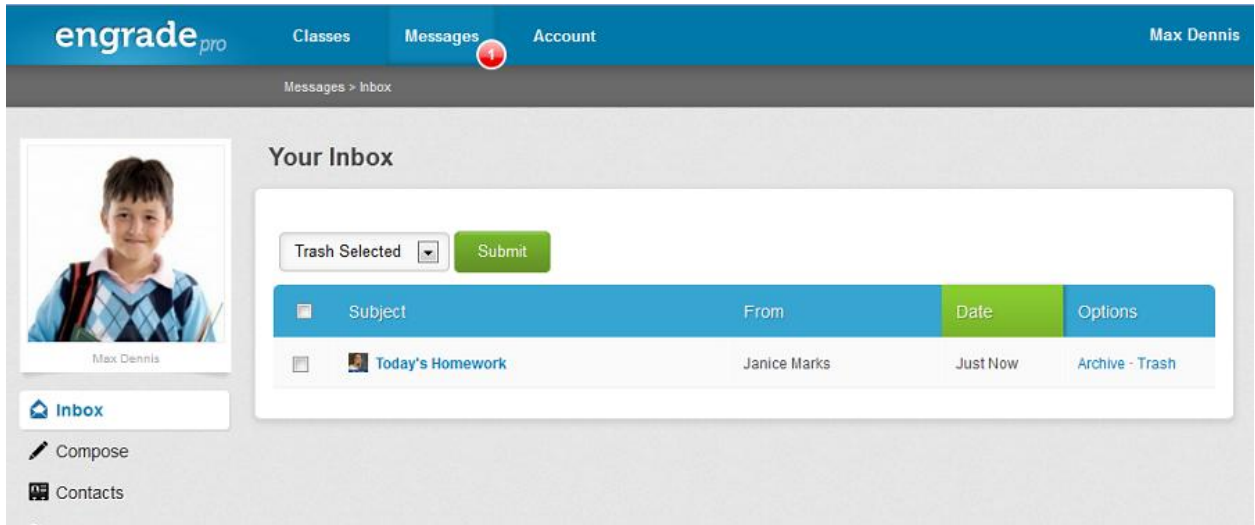 engrade pro Classes Messages 1 Account Max Dennis
Messages > Inbox
Your Inbox
Trash Selected Submit
Subject From Date Options
Today's Homework Janice Marks Just Now Archive - Trash
Max Dennis
Inbox
Compose
Contacts